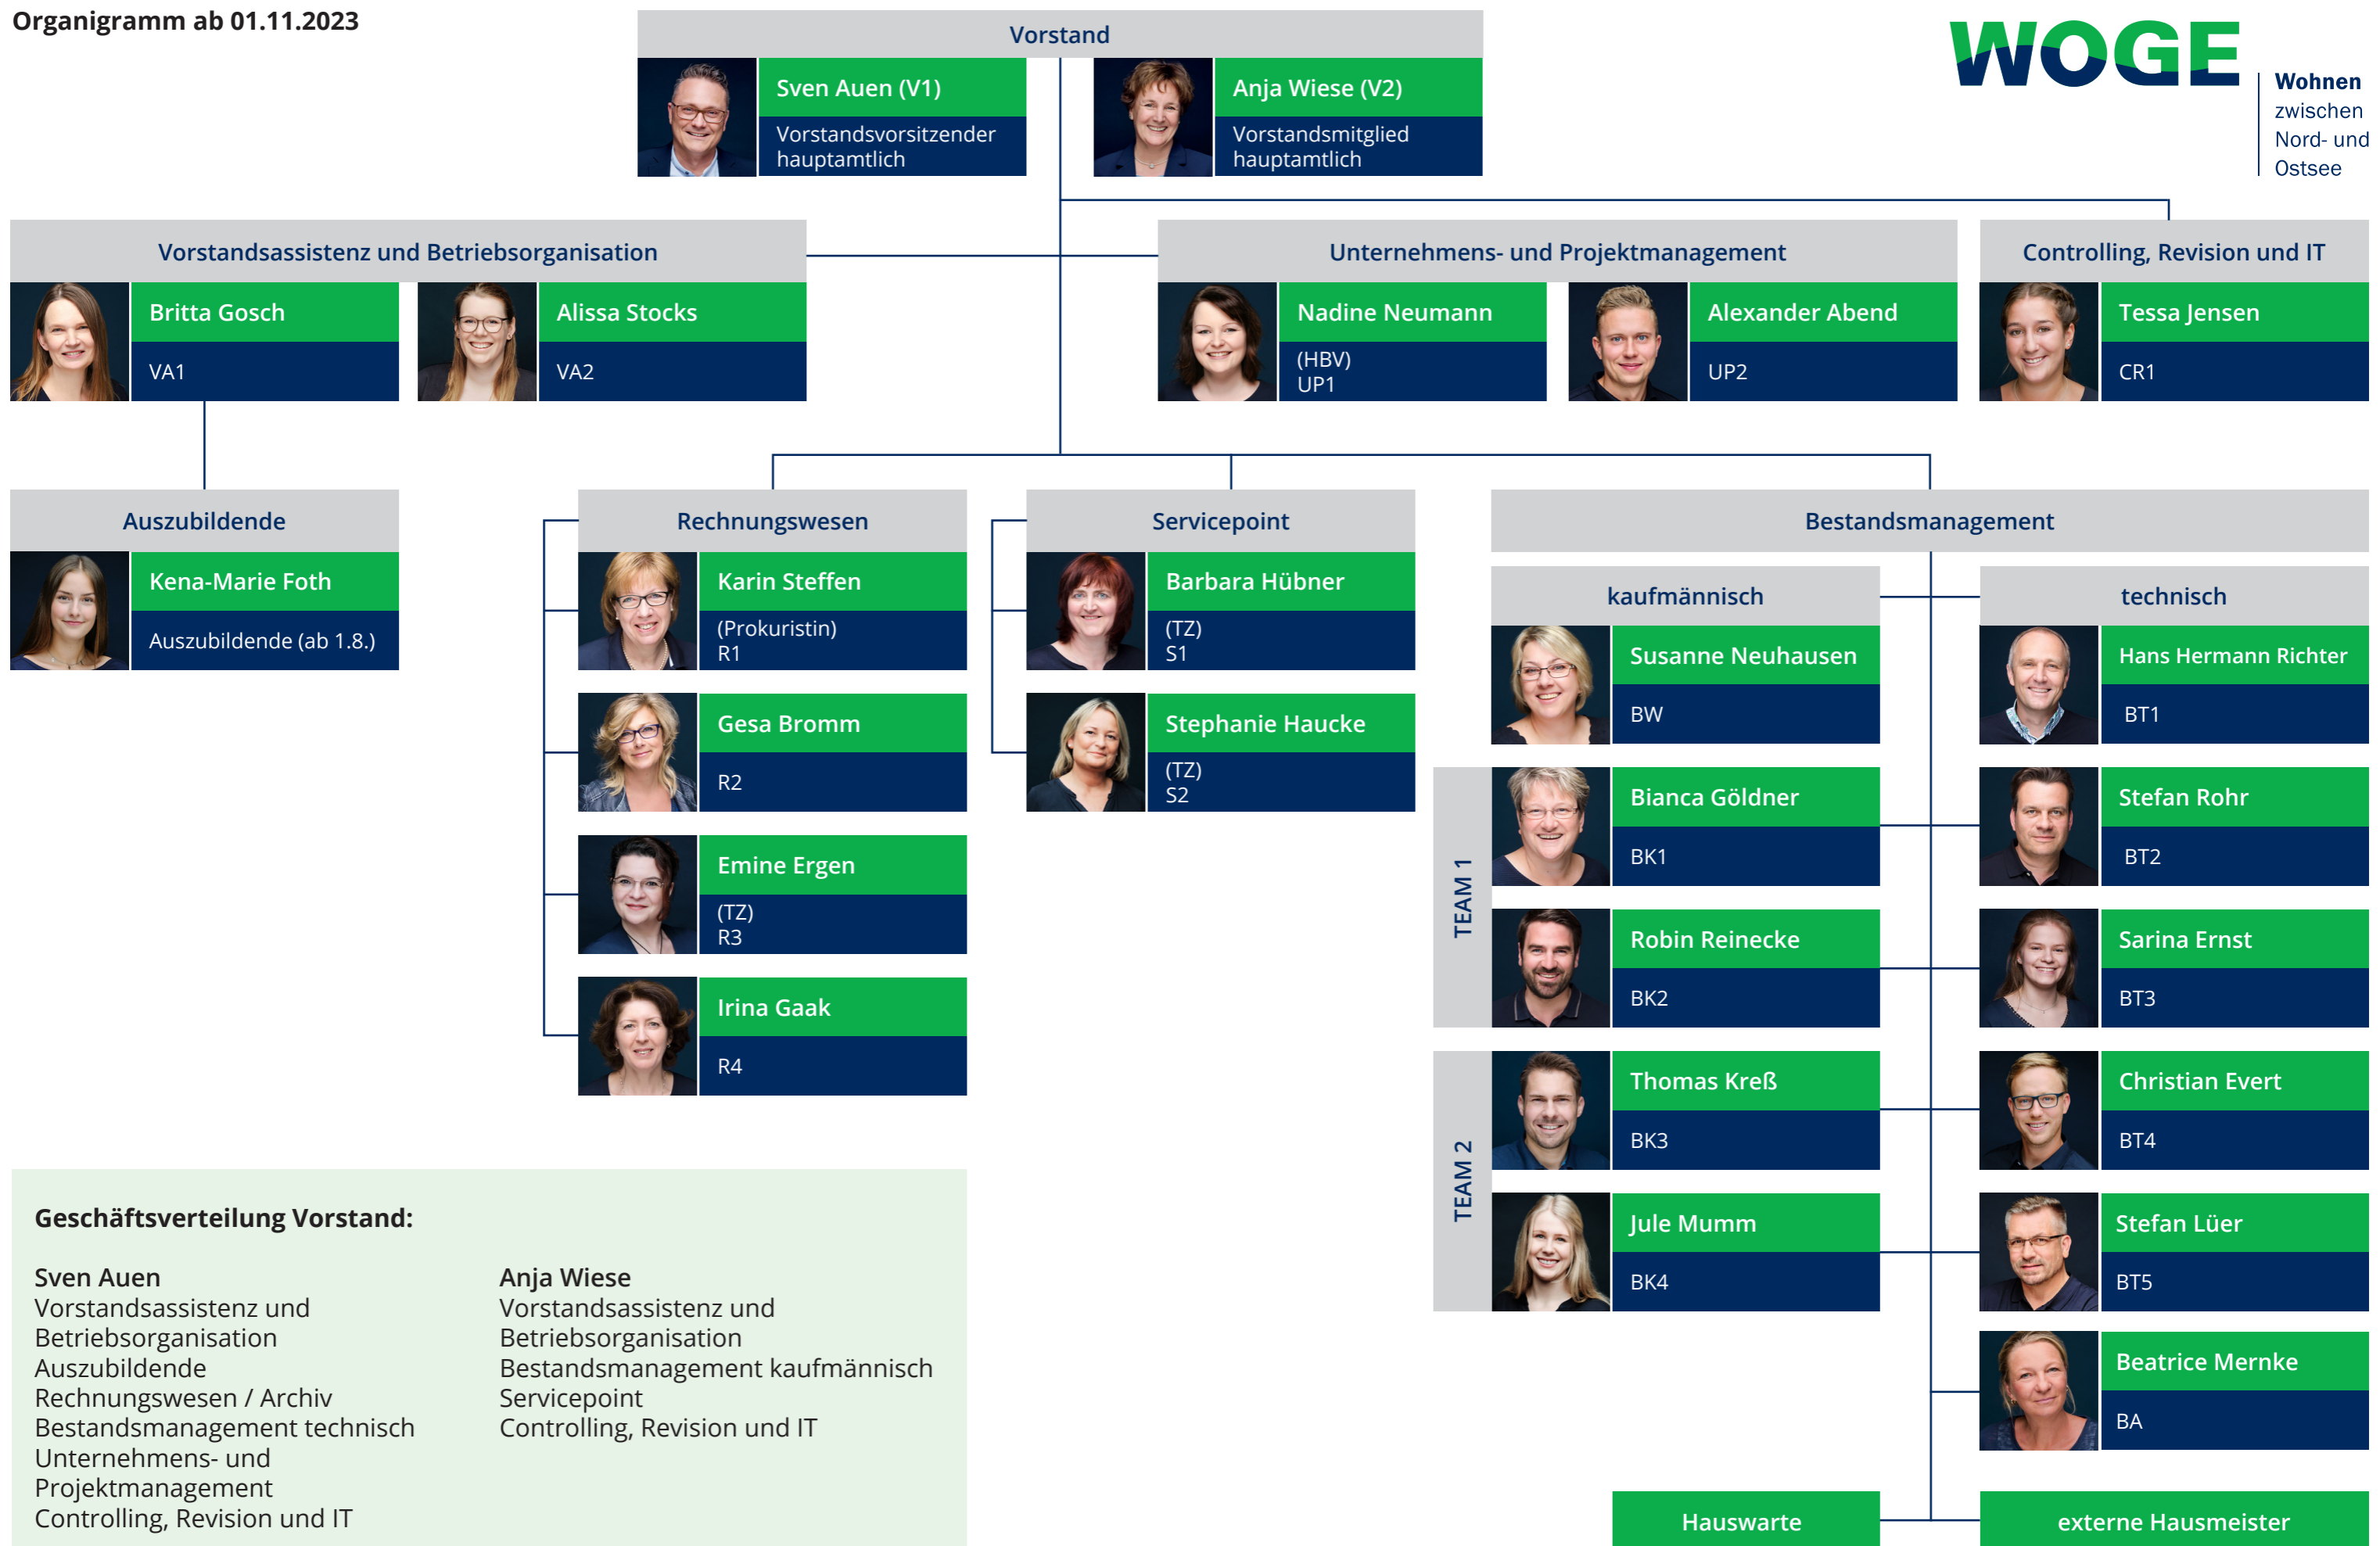 Organigramm ab 01.11.2023
WOGE
Wohnen
zwischen
Nord- und
Ostsee
Vorstand
Sven Auen (V1)
Vorstandsvorsitzender
hauptamtlich
Anja Wiese (V2)
Vorstandsmitglied
hauptamtlich
Vorstandsassistenz und Betriebsorganisation
Britta Gosch
VA1
Alissa Stocks
VA2
Unternehmens- und Projektmanagement
Nadine Neumann
(HBV)
UP1
Alexander Abend
UP2
Controlling, Revision und IT
Tessa Jensen
CR1
Auszubildende
Kena-Marie Foth
Auszubildende (ab 1.8.)
Rechnungswesen
Karin Steffen
(Prokuristin)
R1
Gesa Bromm
R2
Emine Ergen
(TZ)
R3
Irina Gaak
R4
Servicepoint
Barbara Hübner
(TZ)
S1
Stephanie Haucke
(TZ)
S2
Bestandsmanagement
kaufmännisch
Susanne Neuhausen
BW
TEAM 1
Bianca Göldner
BK1
Robin Reinecke
BK2
TEAM 2
Thomas Kreß
BK3
Jule Mumm
BK4
technisch
Hans Hermann Richter
BT1
Stefan Rohr
BT2
Sarina Ernst
BT3
Christian Evert
BT4
Stefan Lüer
BT5
Beatrice Mernke
BA
Hauswarte
externe Hausmeister
Geschäftsverteilung Vorstand:
Sven Auen
Vorstandsassistenz und
Betriebsorganisation
Auszubildende
Rechnungswesen / Archiv
Bestandsmanagement technisch
Unternehmens- und
Projektmanagement
Controlling, Revision und IT
Anja Wiese
Vorstandsassistenz und
Betriebsorganisation
Bestandsmanagement kaufmännisch
Servicepoint
Controlling, Revision und IT